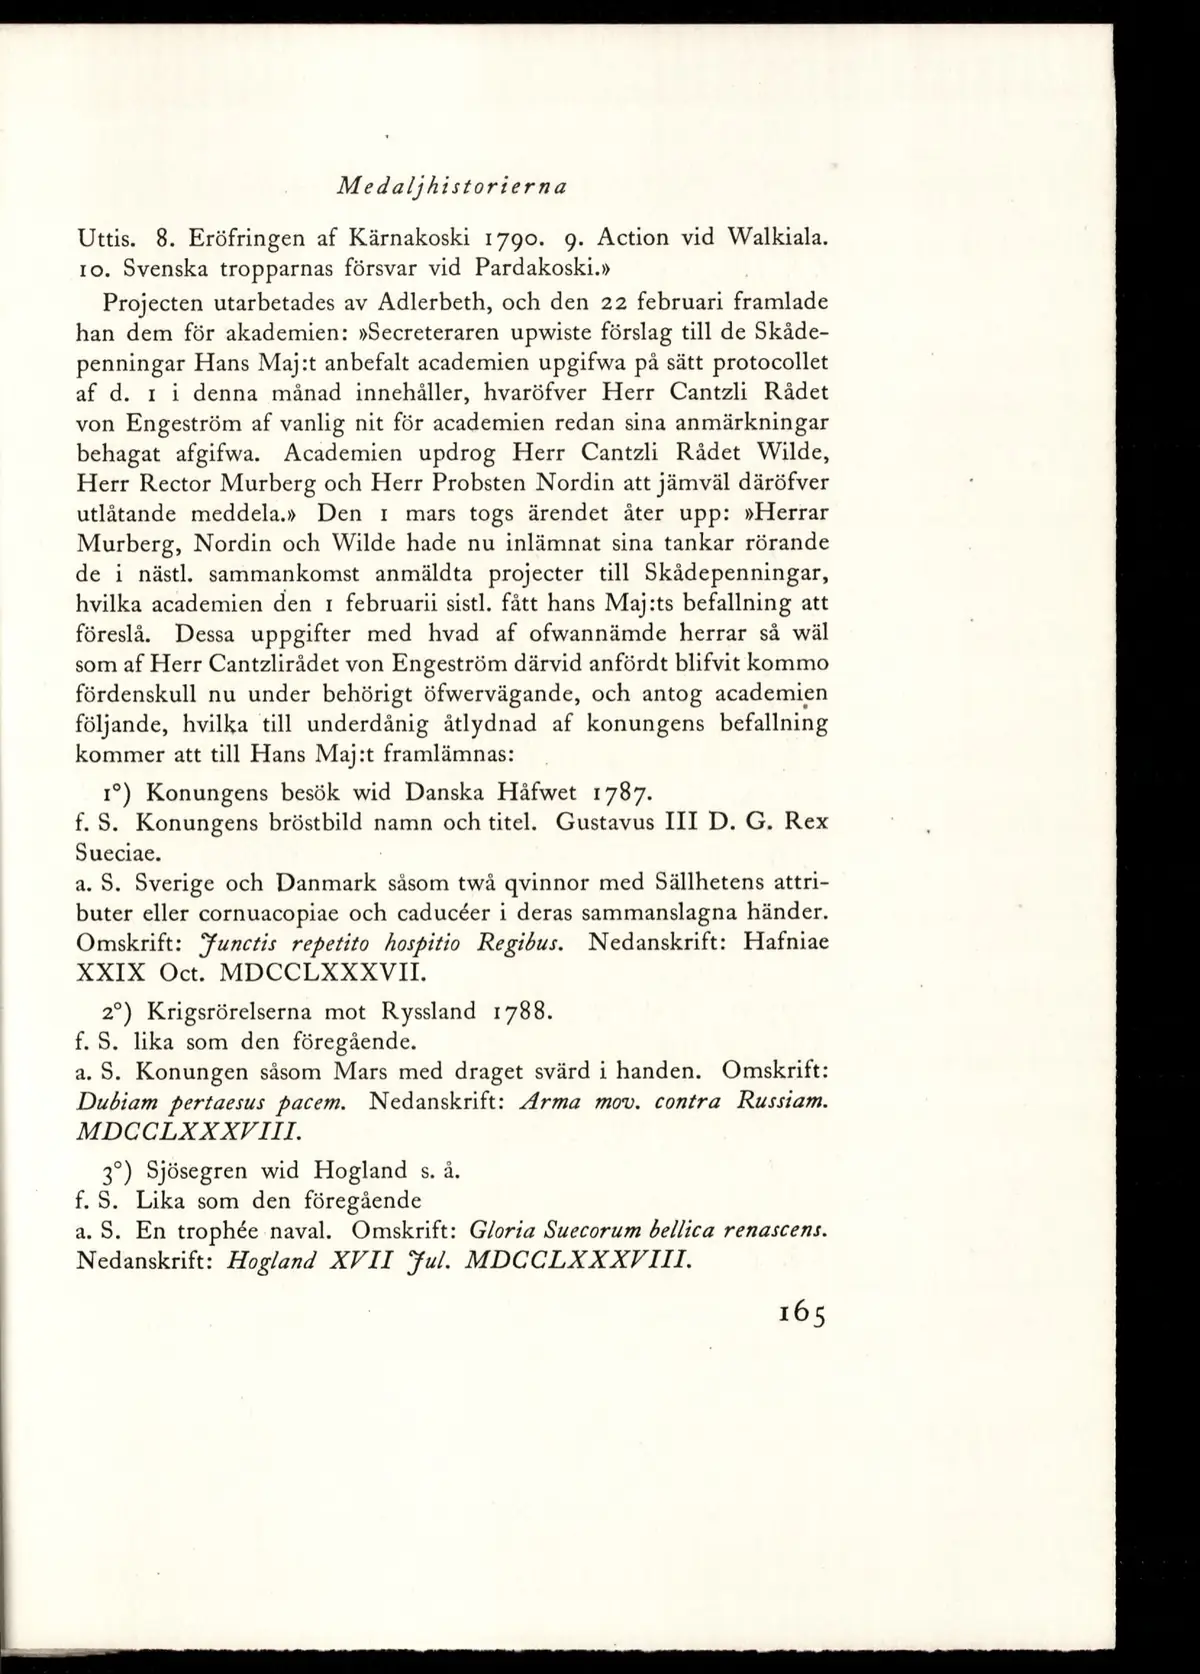 Medaljhistorierna
Uttis. 8. Eröfringen af Kärnakoski 1790. 9. Action vid Walkiala.
10. Svenska tropparnas försvar vid Pardakoski.»
Projecten utarbetades av Adlerbeth, och den 22 februari framlade
han dem för akademien: »Secreteraren upwiste förslag till de Skåde-
penningar Hans Maj:t anbefalt academien upgifwa på sätt protocollet
af d. 1 i denna månad innehåller, hvaröfver Herr Cantzli Rådet
von Engeström af vanlig nit för academien redan sina anmärkningar
behagat afgifwa. Academien updrog Herr Cantzli Rådet Wilde,
Herr Rector Murberg och Herr Probsten Nordin att jämväl däröfver
utlåtande meddela.» Den 1 mars togs ärendet åter upp: »Herrar
Murberg, Nordin och Wilde hade nu inlämnat sina tankar rörande
de i nästl. sammankomst anmäldta projecter till Skådepenningar,
hvilka academien den 1 februarii sistl. fått hans Maj:ts befallning att
föreslå. Dessa uppgifter med hvad af ofwannämde herrar så wäl
som af Herr Cantzlirådet von Engeström därvid anfördt blifvit kommo
fördenskull nu under behörigt öfwervägande, och antog academien
följande, hvilka till underdånig åtlydnad af konungens befallning
kommer att till Hans Maj:t framlämnas:
1°) Konungens besök wid Danska Håfwet 1787.
f. S. Konungens bröstbild namn och titel. Gustavus III D. G. Rex
Sueciae.
a. S. Sverige och Danmark såsom twå qvinnor med Sällhetens attri-
buter eller cornuacopiae och caducéer i deras sammanslagna händer.
Omskrift: Junctis repetito hospitio Regibus. Nedanskrift: Hafniae
XXIX Oct. MDCCLXXXVII.
2°) Krigsrörelserna mot Ryssland 1788.
f. S. lika som den föregående.
a. S. Konungen såsom Mars med draget svärd i handen. Omskrift:
Dubiam pertaesus pacem. Nedanskrift: Arma mov. contra Russiam.
MDCCLXXXVIII.
3°) Sjösegren wid Hogland s. å.
f. S. Lika som den föregående
a. S. En trophée naval. Omskrift: Gloria Suecorum bellica renascens.
Nedanskrift: Hogland XVII Jul. MDCCLXXXVIII.
165